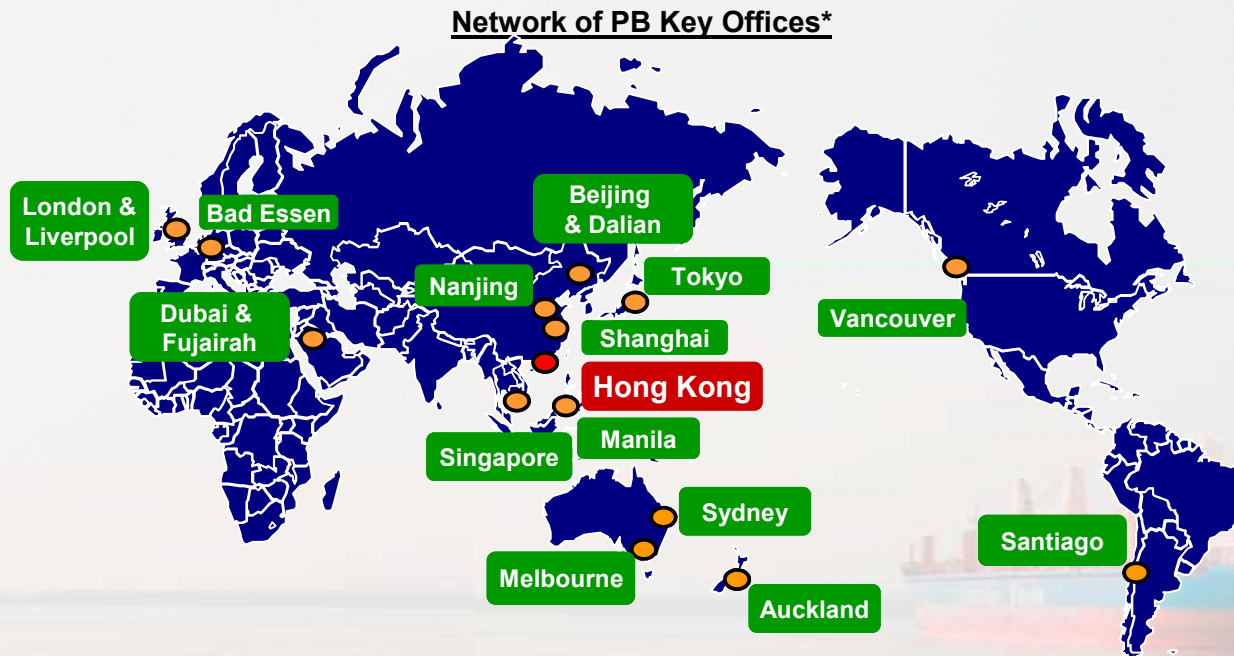 Network of PB Key Offices*
London &
Liverpool
Bad Essen
Beijing
& Dalian
Nanjing
Tokyo
Dubai &
Fujairah
Shanghai
Vancouver
Hong Kong
Manila
Singapore
Sydney
Santiago
Melbourne
Auckland